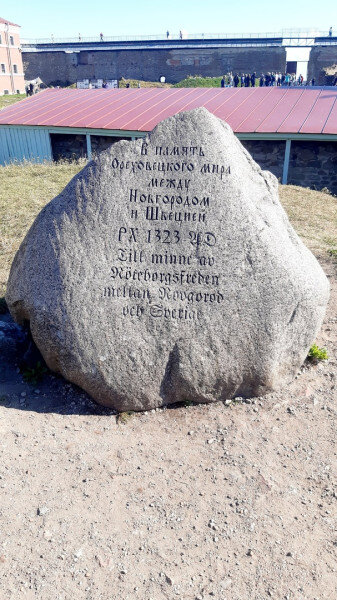 В память
Ореховецкого мира
между
Новгородом
и Швецией
РХ 1323 AD
Till minne av
Nöteborgsfreden
mellan Novgorod
och Sverige